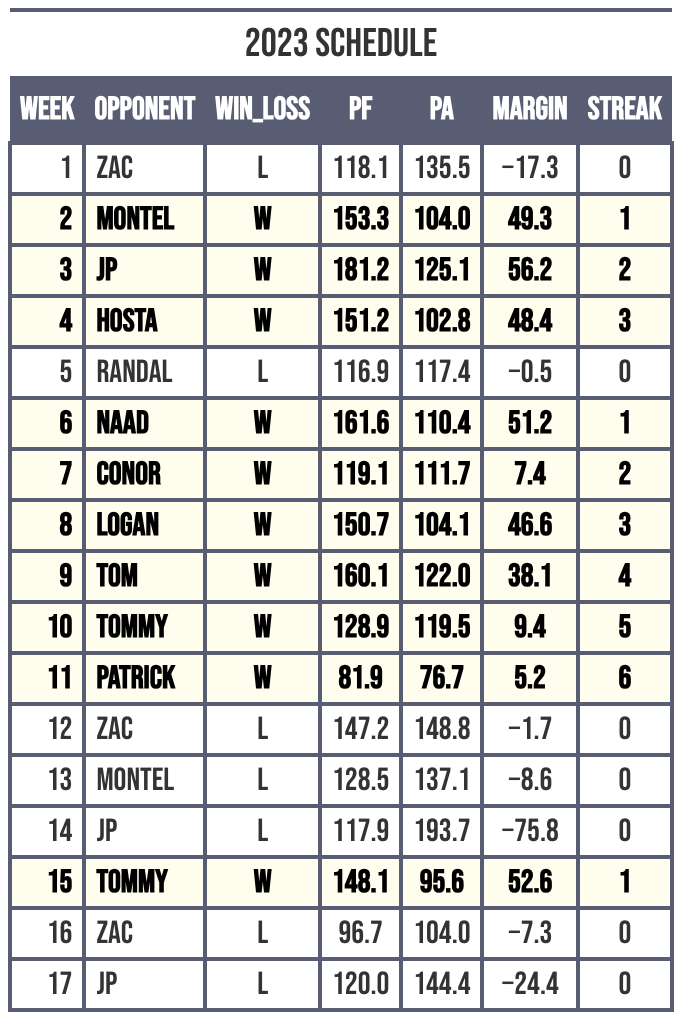 2023 SCHEDULE
WEEK OPPONENT WIN_LOSS PF PA MARGIN STREAK
1 ZAC L 118.1 135.5 −17.3 0
2 MONTEL W 153.3 104.0 49.3 1
3 JP W 181.2 125.1 56.2 2
4 HOSTA W 151.2 102.8 48.4 3
5 RANDAL L 116.9 117.4 −0.5 0
6 NAAD W 161.6 110.4 51.2 1
7 CONOR W 119.1 111.7 7.4 2
8 LOGAN W 150.7 104.1 46.6 3
9 TOM W 160.1 122.0 38.1 4
10 TOMMY W 128.9 119.5 9.4 5
11 PATRICK W 81.9 76.7 5.2 6
12 ZAC L 147.2 148.8 −1.7 0
13 MONTEL L 128.5 137.1 −8.6 0
14 JP L 117.9 193.7 −75.8 0
15 TOMMY W 148.1 95.6 52.6 1
16 ZAC L 96.7 104.0 −7.3 0
17 JP L 120.0 144.4 −24.4 0